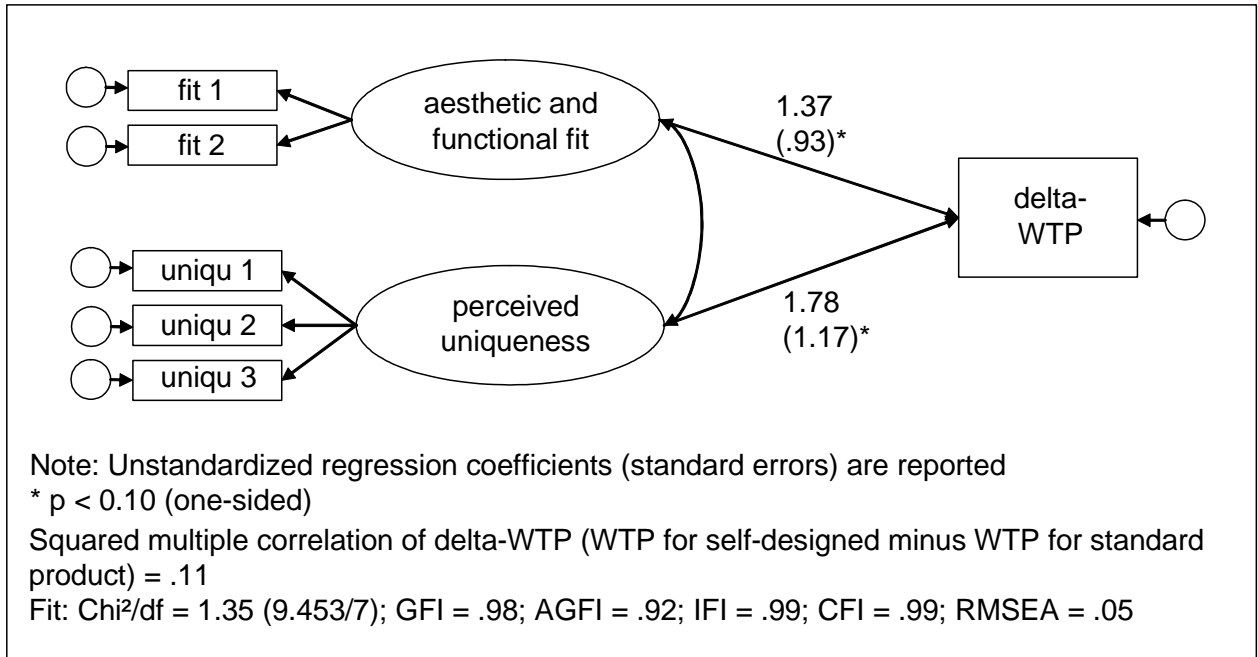 fit 1
fit 2
aesthetic and
functional fit
1.37
(.93)*
delta-
WTP
uniqu 1
uniqu 2
uniqu 3
perceived
uniqueness
1.78
(1.17)*
Note: Unstandardized regression coefficients (standard errors) are reported
* p < 0.10 (one-sided)
Squared multiple correlation of delta-WTP (WTP for self-designed minus WTP for standard
product) = .11
Fit: Chi²/df = 1.35 (9.453/7); GFI = .98; AGFI = .92; IFI = .99; CFI = .99; RMSEA = .05